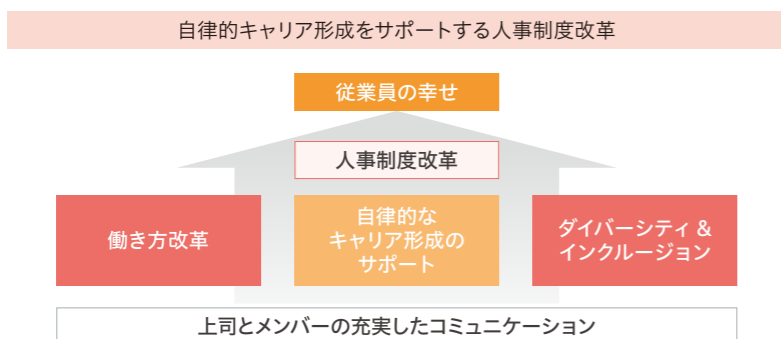 自律的キャリア形成をサポートする人事制度改革
従業員の幸せ
人事制度改革
働き方改革
自律的な
キャリア形成の
サポート
ダイバーシティ &
インクルージョン
上司とメンバーの充実したコミュニケーション